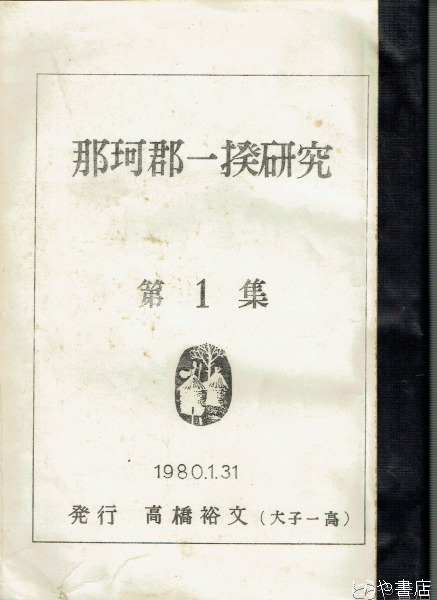 那珂郡一揆研究
第 1 集
1980.1.31
発行 高橋裕文(大子一高)
とらや書店